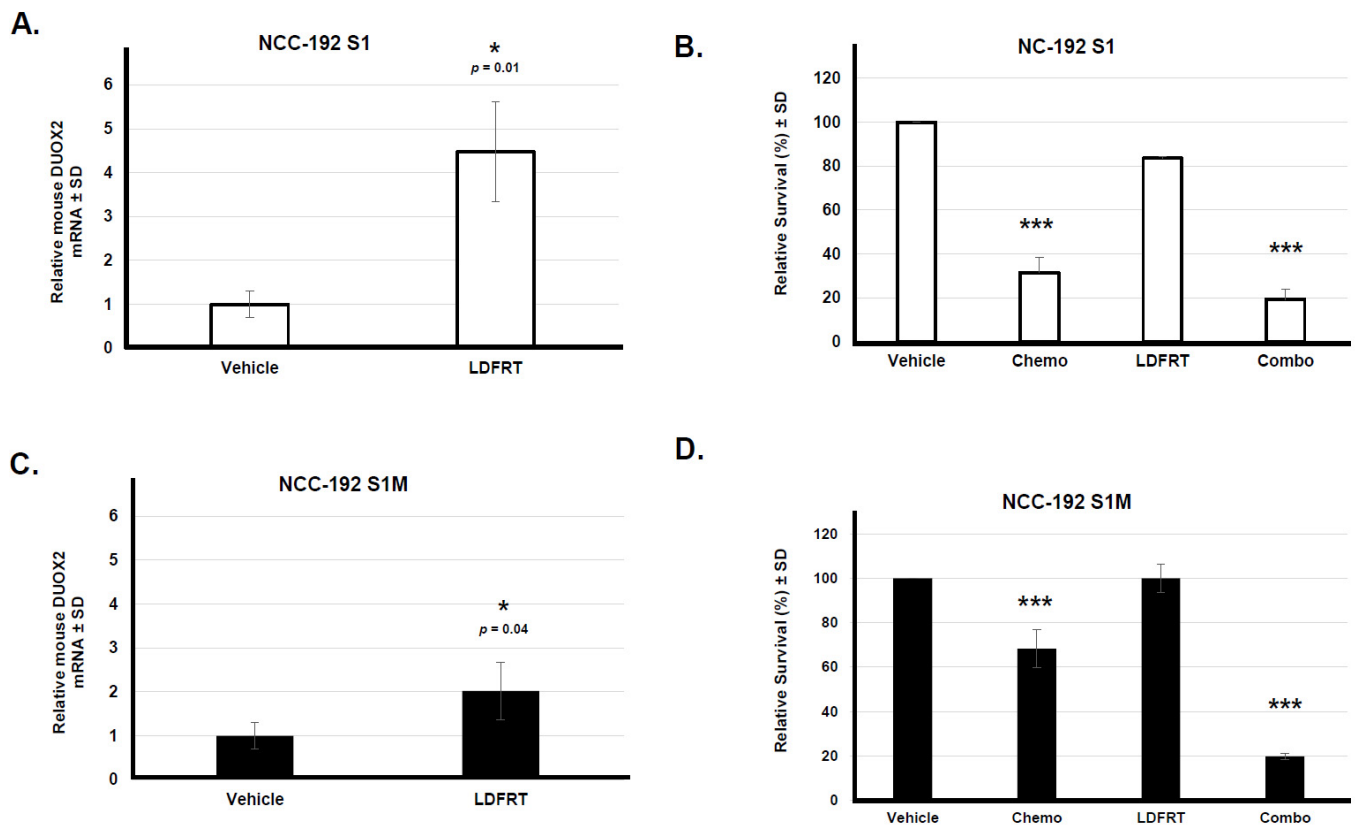 A.
NCC-192 S1
*
p = 0.01
Relative mouse DUOX2
mRNA ± SD
6
5
4
3
2
1
0
Vehicle LDFRT
B.
NC-192 S1
Relative Survival (%) ± SD
120
100
80
60
40
20
0
***
***
Vehicle Chemo LDFRT Combo
C.
NCC-192 S1M
*
p = 0.04
Relative mouse DUOX2
mRNA ± SD
6
5
4
3
2
1
0
Vehicle LDFRT
D.
NCC-192 S1M
Relative Survival (%) ± SD
120
100
80
60
40
20
0
***
***
Vehicle Chemo LDFRT Combo